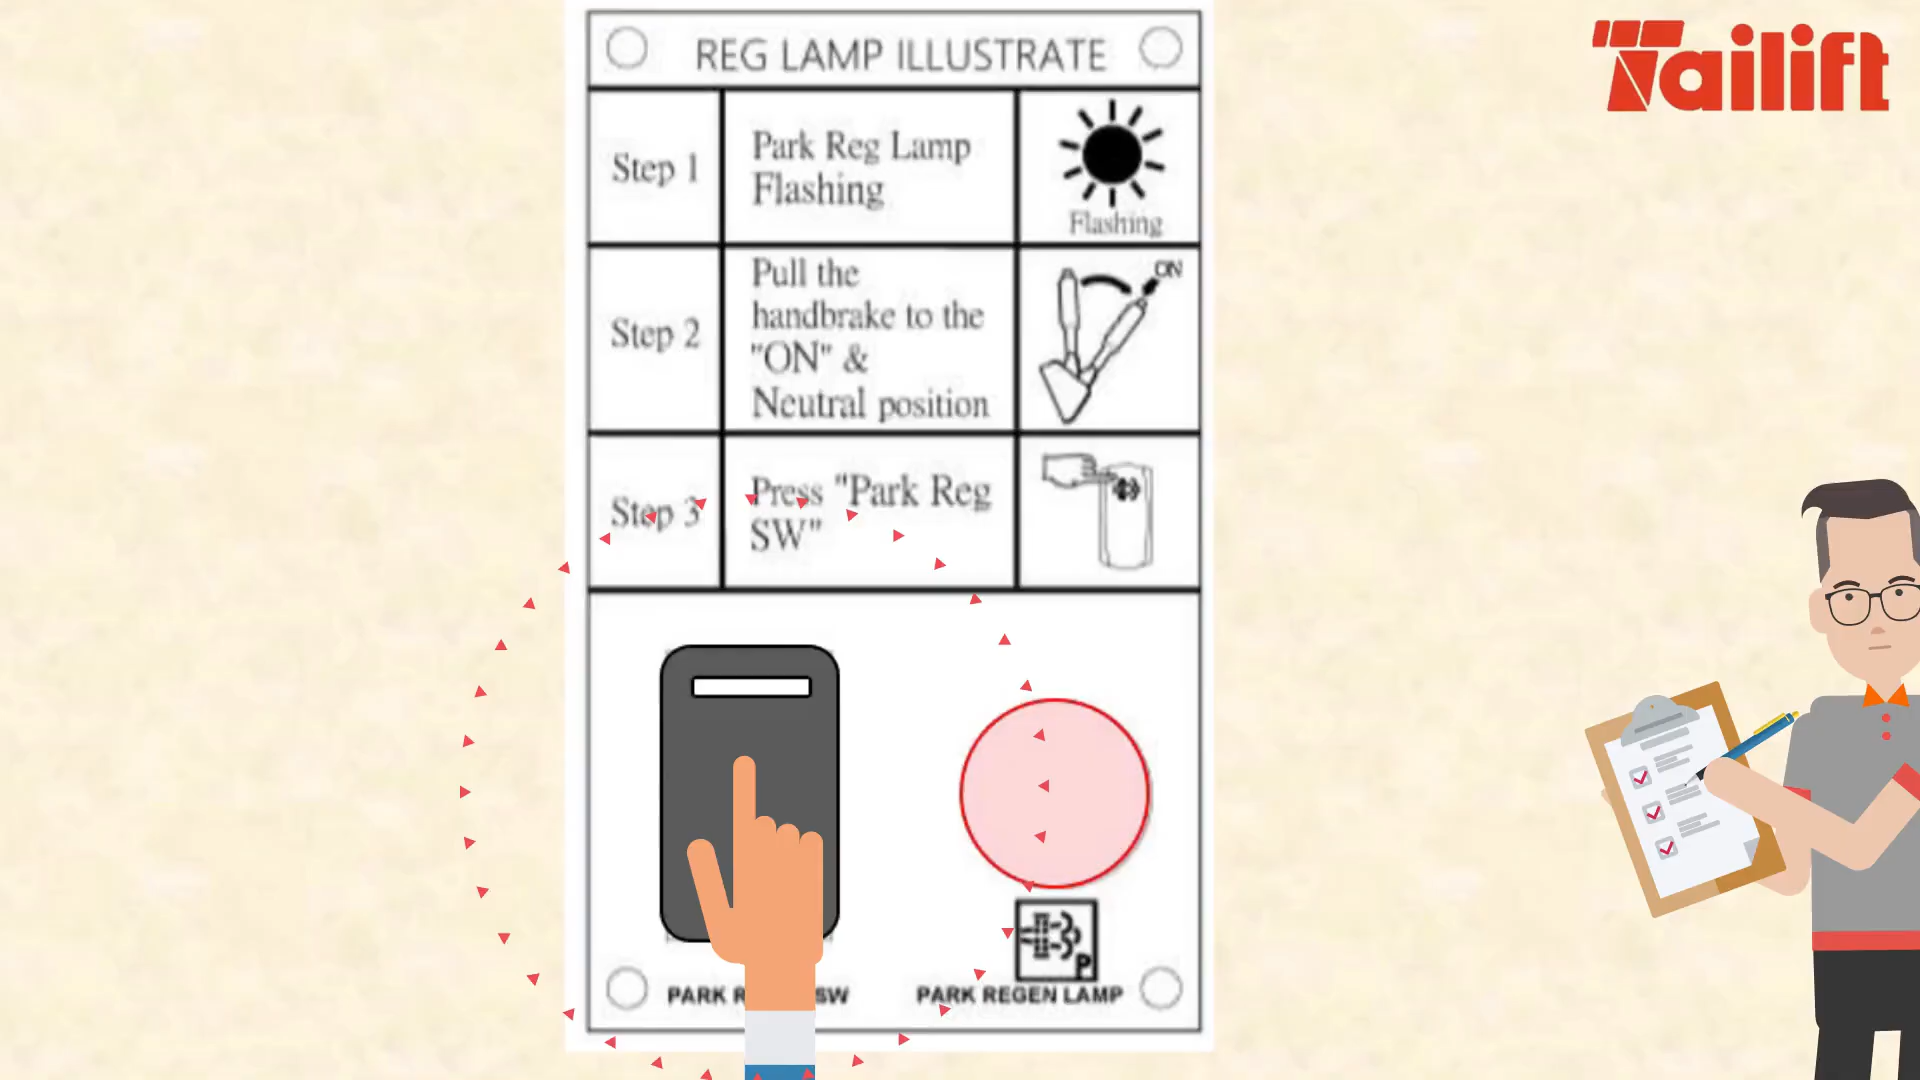 REG LAMP ILLUSTRATE
Tailift
Step 1
Park Reg Lamp
Flashing
Flashing
Step 2
Pull the
handbrake to the
"ON" &
Neutral position
ON
Step 3
Press "Park Reg
SW"
P
PARK SW
PARK REGEN LAMP